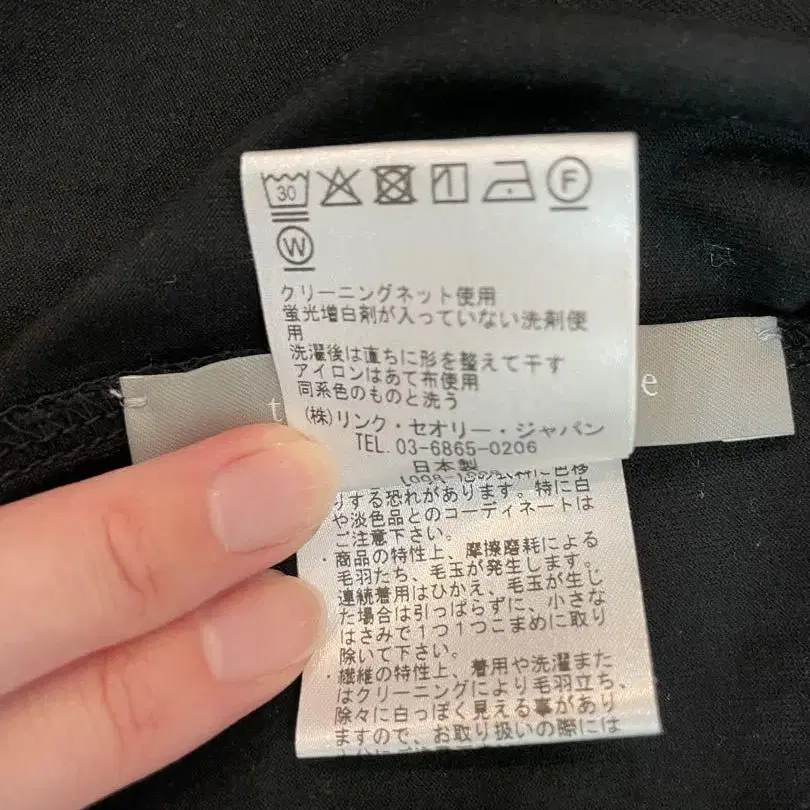 30
F
W
クリーニングネット使用
蛍光増白剤が入っていない洗剤使
用
洗濯後は直ちに形を整えて干す
アイロンはあて布使用
同系色のものと洗う
(株)リンク・セオリー・ジャパン
TEL. 03-6865-0206
日本製
t
e
りする恐れがあります。特に白
や淡色品とのコーディネートは
ご注意下さい。
・商品の特性上、摩擦磨耗による
毛羽たち、毛玉が発生します。
連続着用はひかえ、毛玉が生じ
た場合は引っぱらずに、小さな
はさみで1つ1つこまめに取り
除いて下さい。
・繊維の特性上、着用や洗濯また
はクリーニングにより毛羽立ち、
除々に白っぽく見える事があり
ますので、お取り扱いの際には